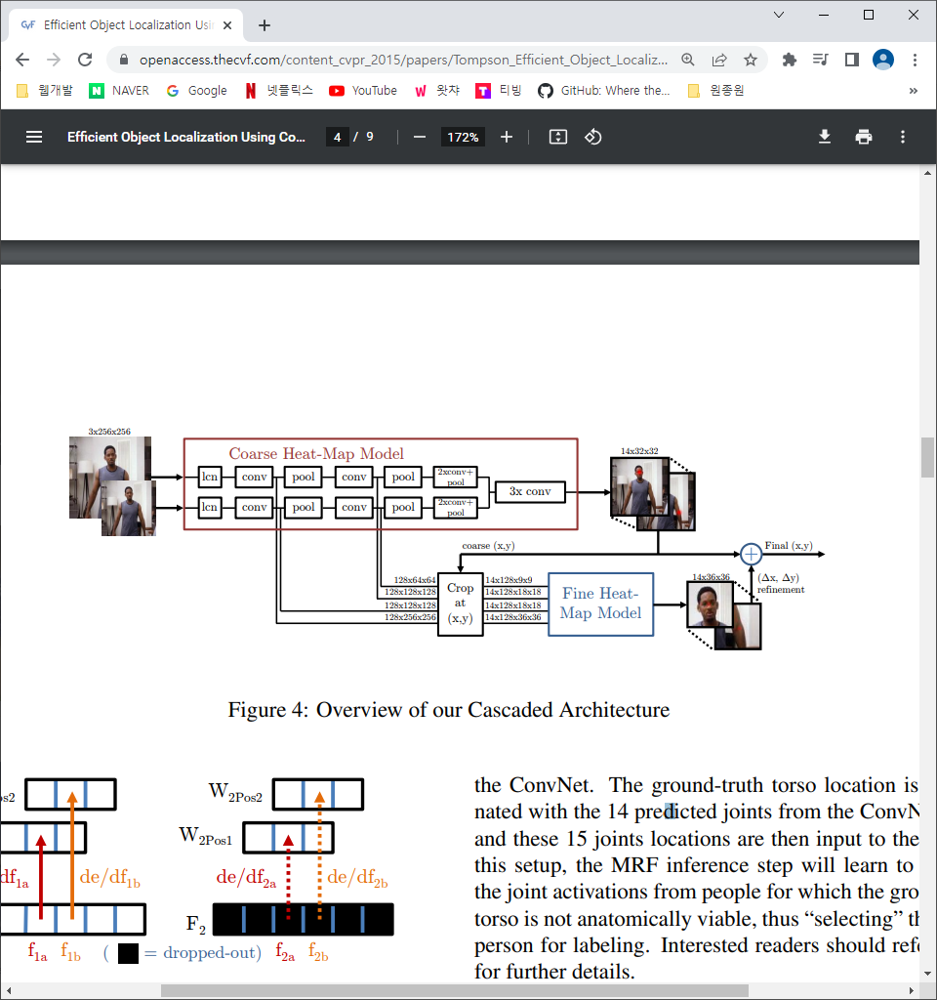 Efficient Object Localization Usi
openaccess.thecvf.com/content_cvpr_2015/papers/Tompson_Efficient_Object_Localiz...
웹개발 NAVER Google 넷플릭스 YouTube 왓챠 티빙 GitHub: Where the... 원종원 »
Efficient Object Localization Using Co... 4 / 9 172%
3x256x256
Coarse Heat-Map Model
lcn conv pool conv pool 2xconv+ pool
3x conv
lcn conv pool conv pool 2xconv+ pool
14x32x32
coarse (x,y)
Final (x,y)
128x64x64
128x128x128
128x128x128
128x256x256
Crop
at
(x,y)
14x128x9x9
14x128x18x18
14x128x18x18
14x128x36x36
Fine Heat-
Map Model
14x36x36
(Δx, Δy)
refinement
Figure 4: Overview of our Cascaded Architecture
os2 W2Pos2
W2Pos1
df1a de/df1b de/df2a de/df2b
F2
f1a f1b ( = dropped-out) f2a f2b
the ConvNet. The ground-truth torso location is
nated with the 14 predicted joints from the ConvN
and these 15 joints locations are then input to the
this setup, the MRF inference step will learn to
the joint activations from people for which the gro
torso is not anatomically viable, thus “selecting” th
person for labeling. Interested readers should refe
for further details.